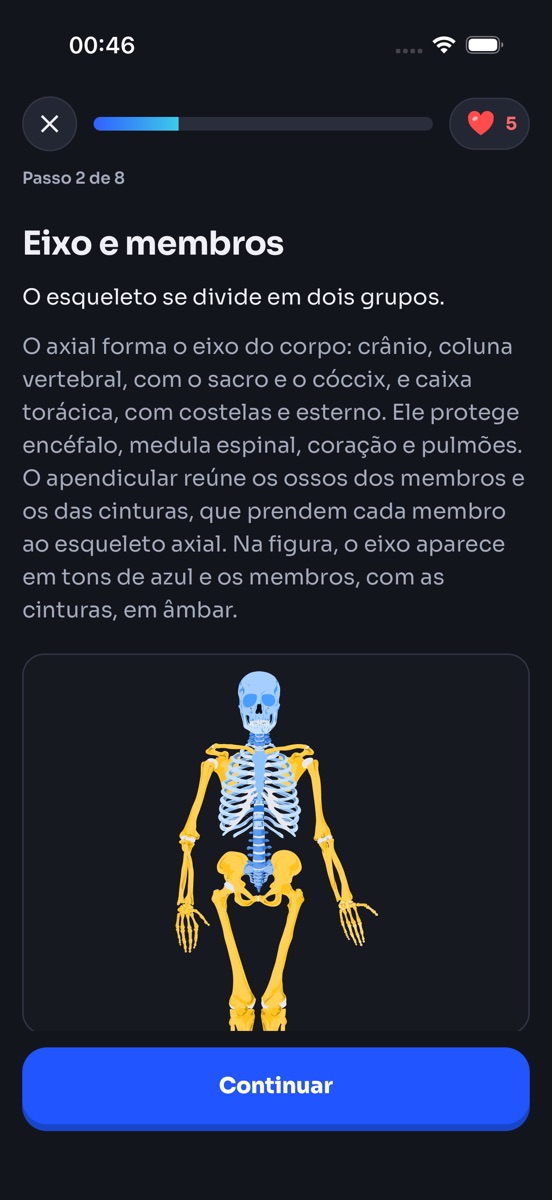 00:46
5
Passo 2 de 8
Eixo e membros
O esqueleto se divide em dois grupos.
O axial forma o eixo do corpo: crânio, coluna
vertebral, com o sacro e o cóccix, e caixa
torácica, com costelas e esterno. Ele protege
encéfalo, medula espinal, coração e pulmões.
O apendicular reúne os ossos dos membros e
os das cinturas, que prendem cada membro
ao esqueleto axial. Na figura, o eixo aparece
em tons de azul e os membros, com as
cinturas, em âmbar.
Continuar